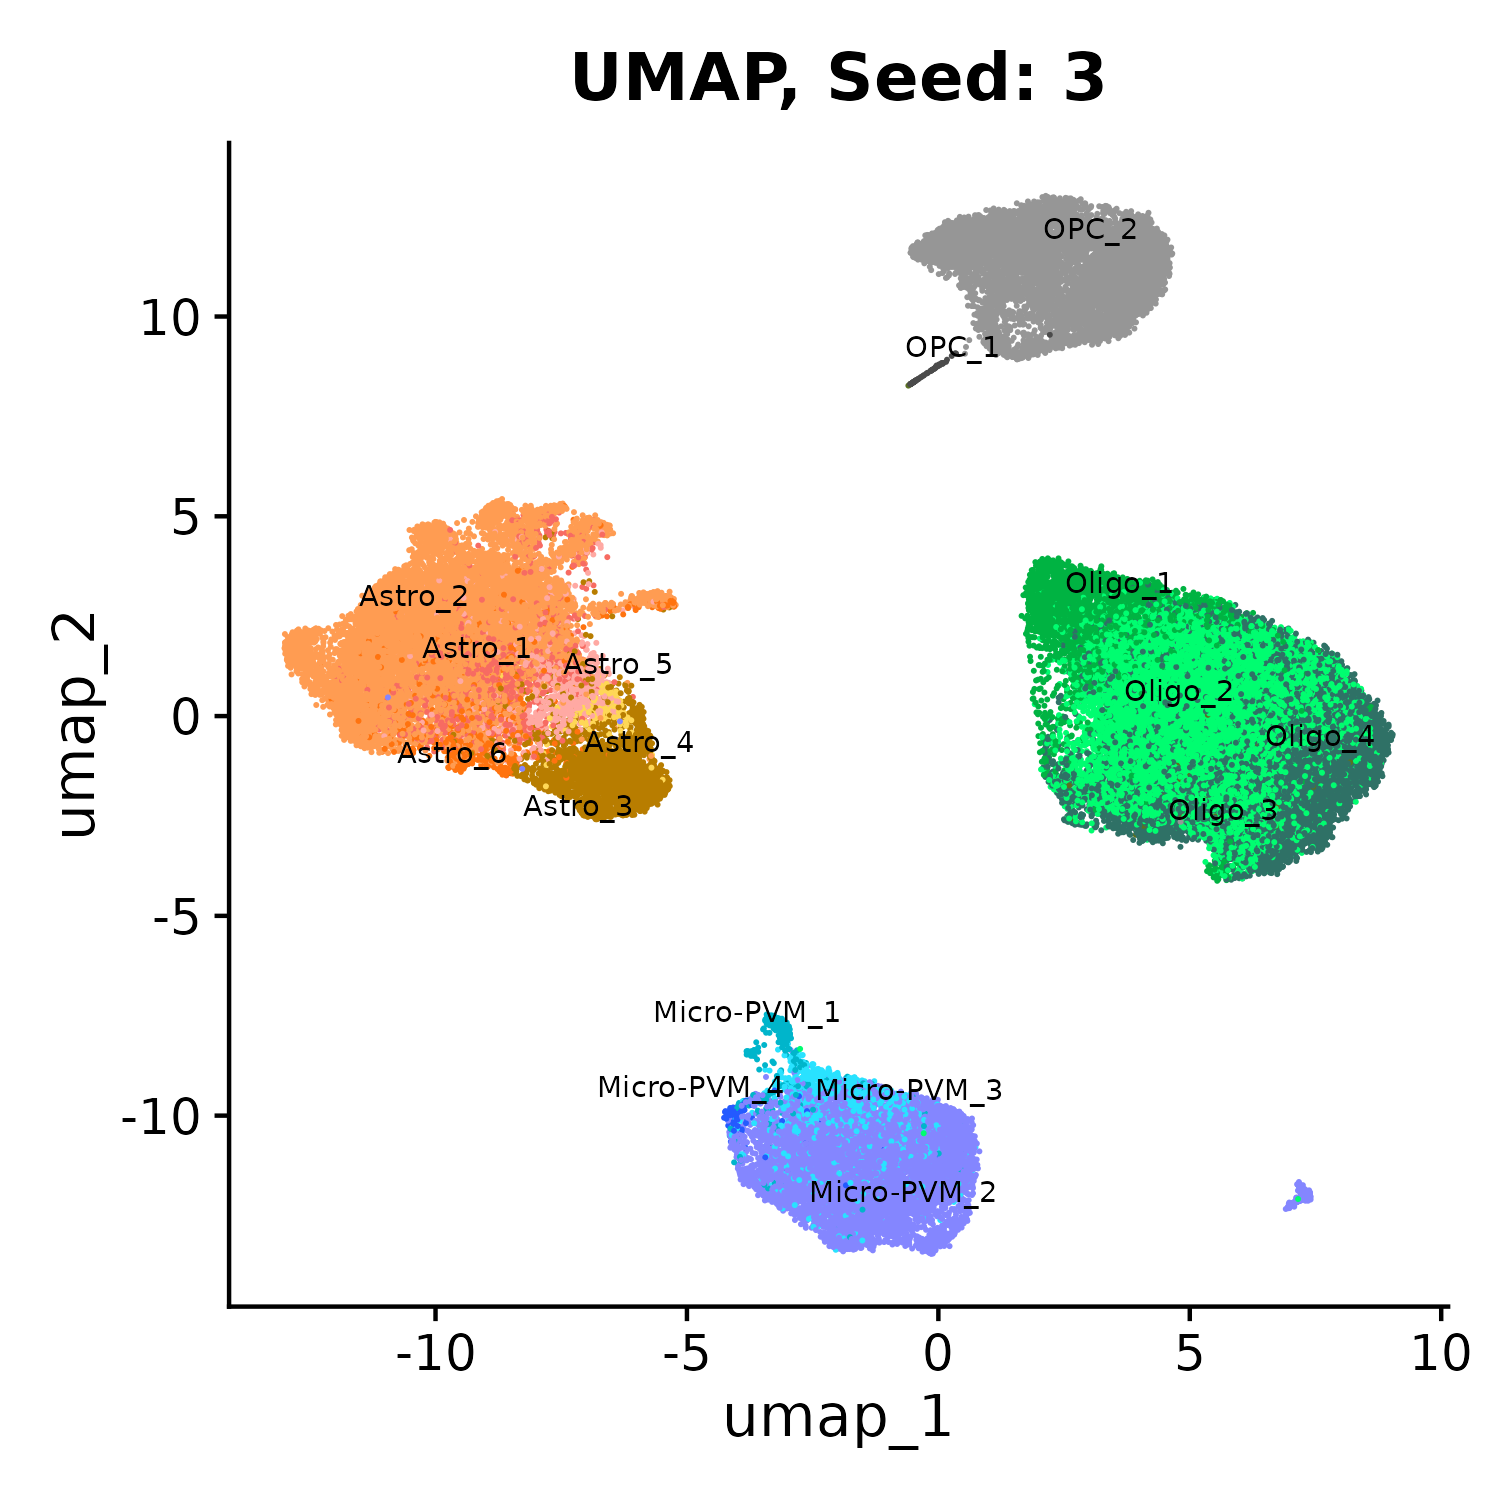 UMAP, Seed: 3
OPC_2
10
OPC_1
5
Astro_2
Oligo_1
Astro_1
Astro_5
Oligo_2
0
Astro_6
Astro_4
Oligo_4
Astro_3
Oligo_3
-5
Micro-PVM_1
Micro-PVM_4
Micro-PVM_3
-10
Micro-PVM_2
umap_2
-10
-5
0
5
10
umap_1